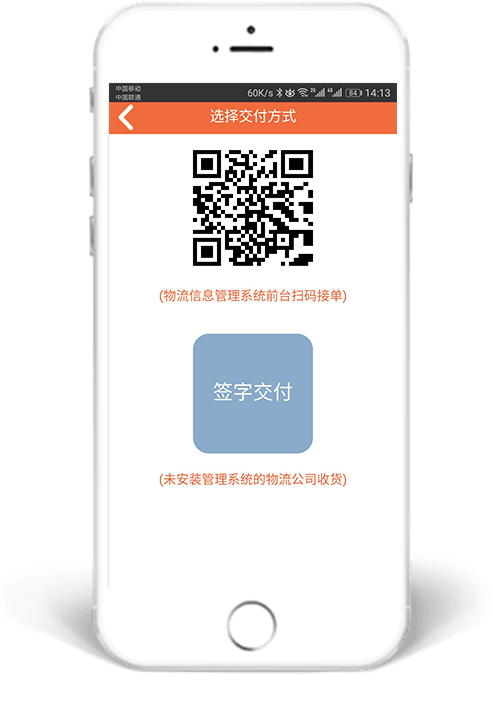 中国移动
中国联通
60K/s 2G 4G 84 14:13
选择交付方式
(物流信息管理系统前台扫码接单)
签字交付
(未安装管理系统的物流公司收货)